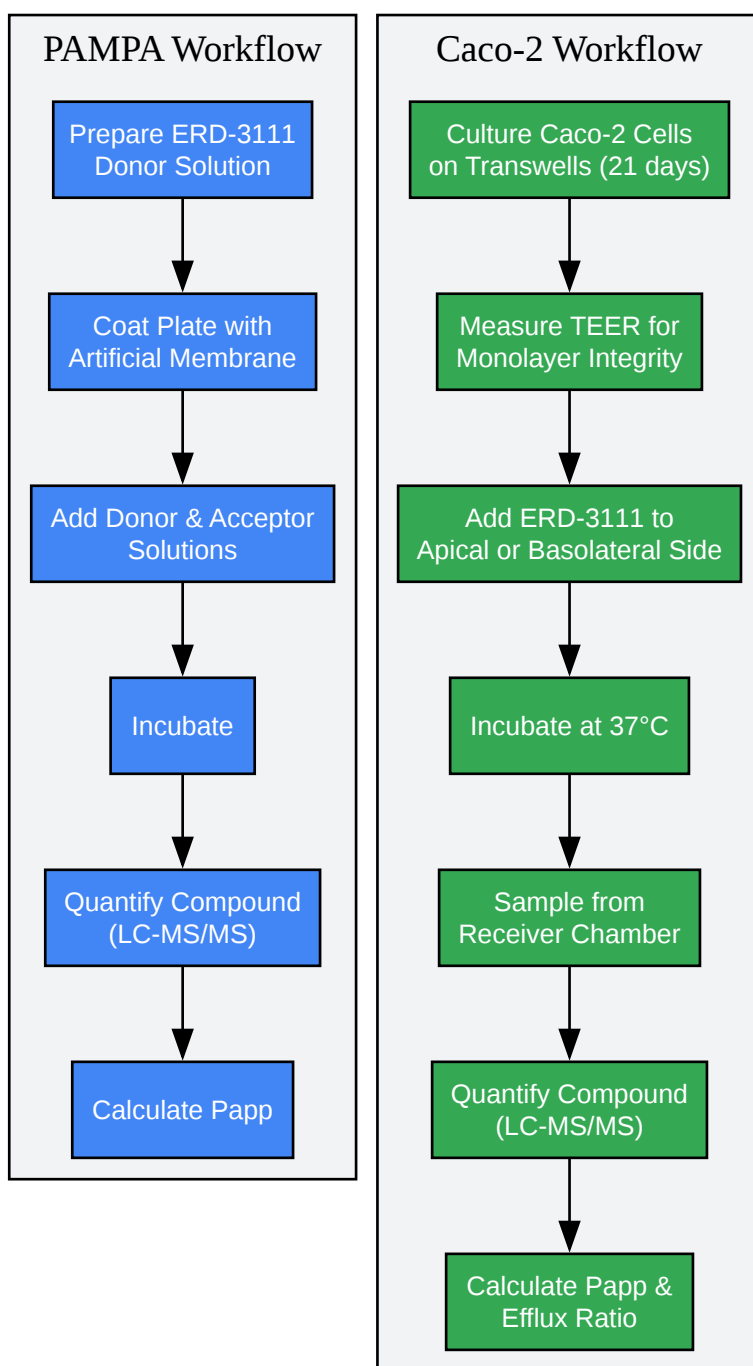 PAMPA Workflow
Prepare ERD-3111
Donor Solution
Coat Plate with
Artificial Membrane
Add Donor & Acceptor
Solutions
Incubate
Quantify Compound
(LC-MS/MS)
Calculate Papp
Caco-2 Workflow
Culture Caco-2 Cells
on Transwells (21 days)
Measure TEER for
Monolayer Integrity
Add ERD-3111 to
Apical or Basolateral Side
Incubate at 37°C
Sample from
Receiver Chamber
Quantify Compound
(LC-MS/MS)
Calculate Papp &
Efflux Ratio